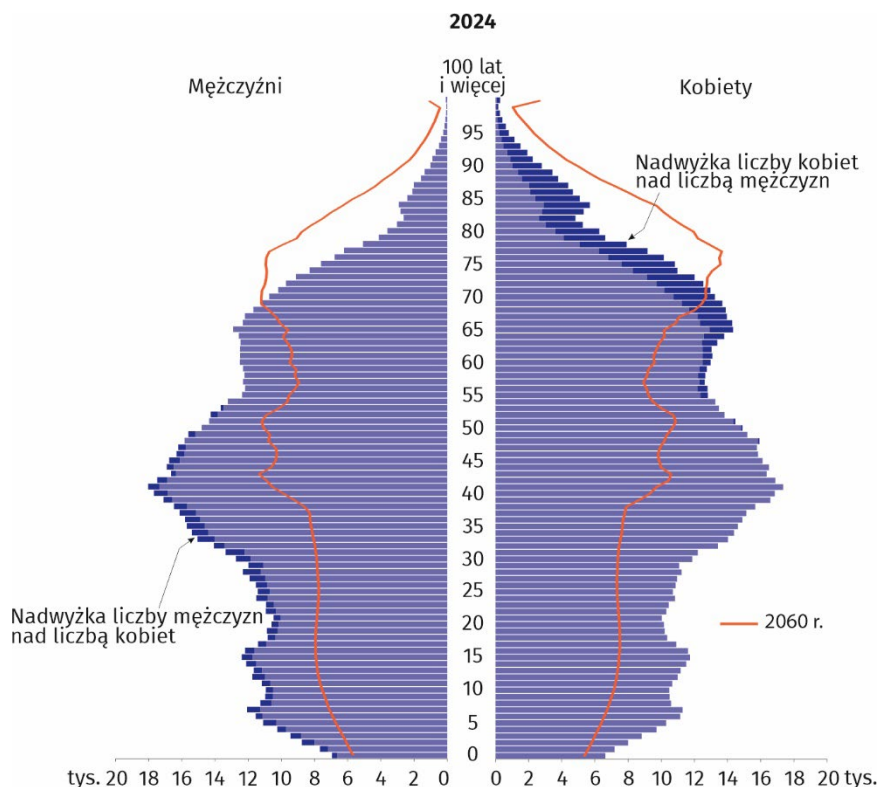 2024
Mężczyźni
100 lat
i więcej
Kobiety
95
90
85
80
75
70
65
60
55
50
45
40
35
30
25
20
15
10
5
0
Nadwyżka liczby kobiet
nad liczbą mężczyzn
Nadwyżka liczby mężczyzn
nad liczbą kobiet
2060 r.
tys. 20 18 16 14 12 10 8 6 4 2 0
0 2 4 6 8 10 12 14 16 18 20 tys.